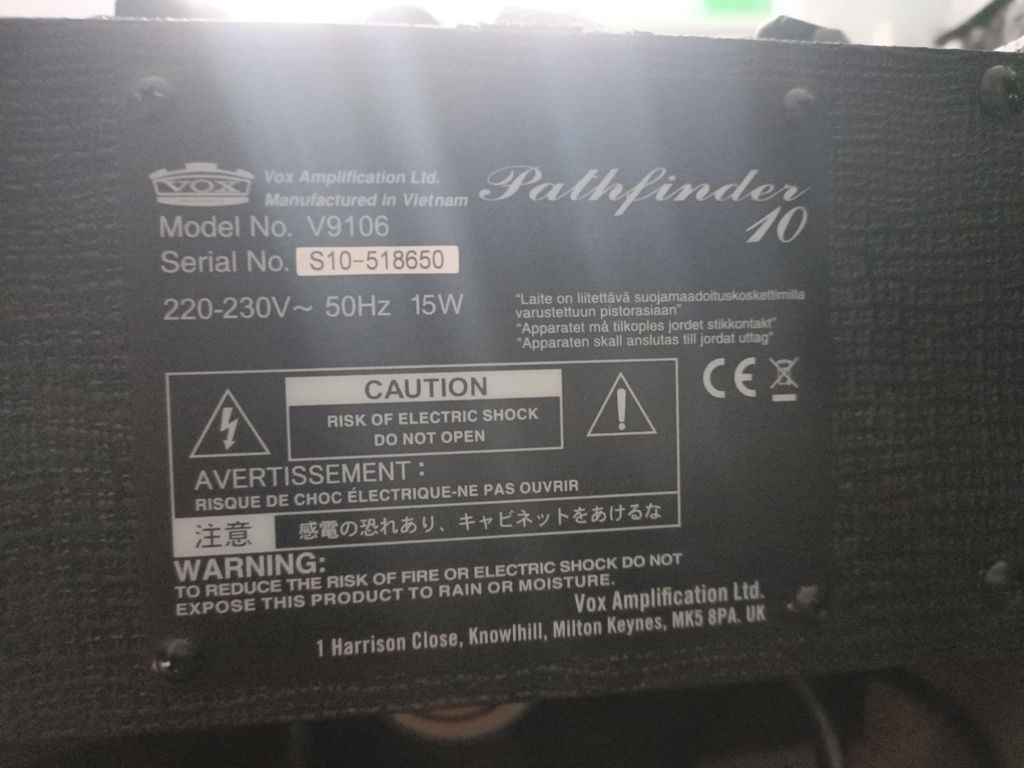 VOX
Vox Amplification Ltd.
Manufactured in Vietnam
Pathfinder
10
Model No. V9106
Serial No. S10-518650
220-230V~ 50Hz 15W
"Laite on liitettävä suojamaadoituskoskettimilla
varustettuun pistorasiaan"
"Apparatet må tilkoples jordet stikkontakt"
"Apparaten skall anslutas till jordat uttag"
CE
CAUTION
RISK OF ELECTRIC SHOCK
DO NOT OPEN
AVERTISSEMENT :
RISQUE DE CHOC ÉLECTRIQUE-NE PAS OUVRIR
注意 感電の恐れあり、キャビネットをあけるな
WARNING:
TO REDUCE THE RISK OF FIRE OR ELECTRIC SHOCK DO NOT
EXPOSE THIS PRODUCT TO RAIN OR MOISTURE.
Vox Amplification Ltd.
1 Harrison Close, Knowlhill, Milton Keynes, MK5 8PA. UK